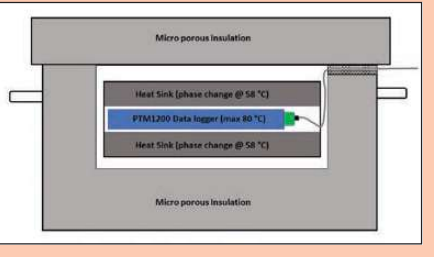 Micro porous Insulation
Heat Sink (phase change @ 58 °C)
PTM1200 Data logger (max 80 °C)
Heat Sink (phase change @ 58 °C)
Micro porous Insulation